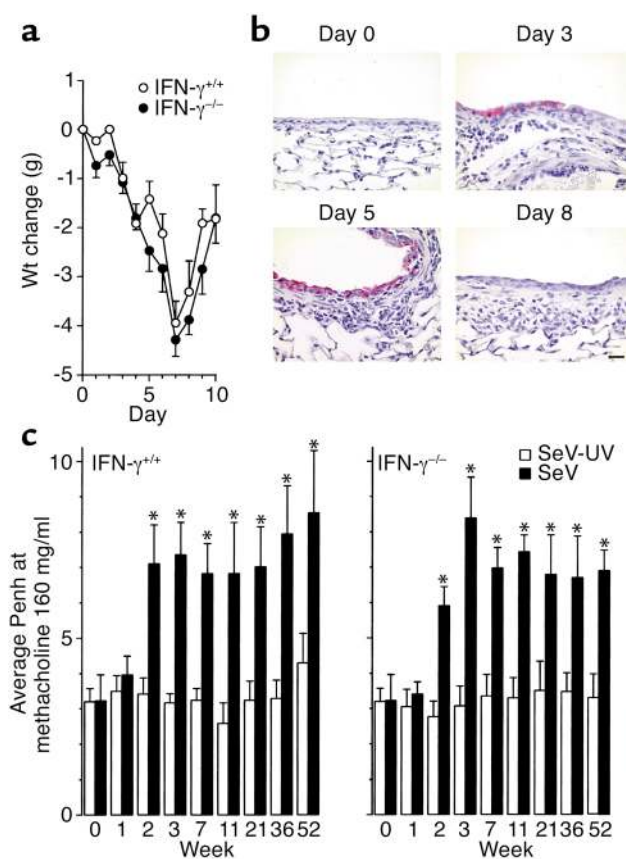 a
IFN-γ+/+
IFN-γ−/−
Wt change (g)
1
0
-1
-2
-3
-4
-5
0 5 10
Day
b
Day 0 Day 3
Day 5 Day 8
c
IFN-γ+/+
Average Penh at
methacholine 160 mg/ml
10
5
0
* * * * * * *
0 1 2 3 7 11 21 36 52
Week
IFN-γ−/−
SeV-UV
SeV
* * * * * * *
0 1 2 3 7 11 21 36 52
Week